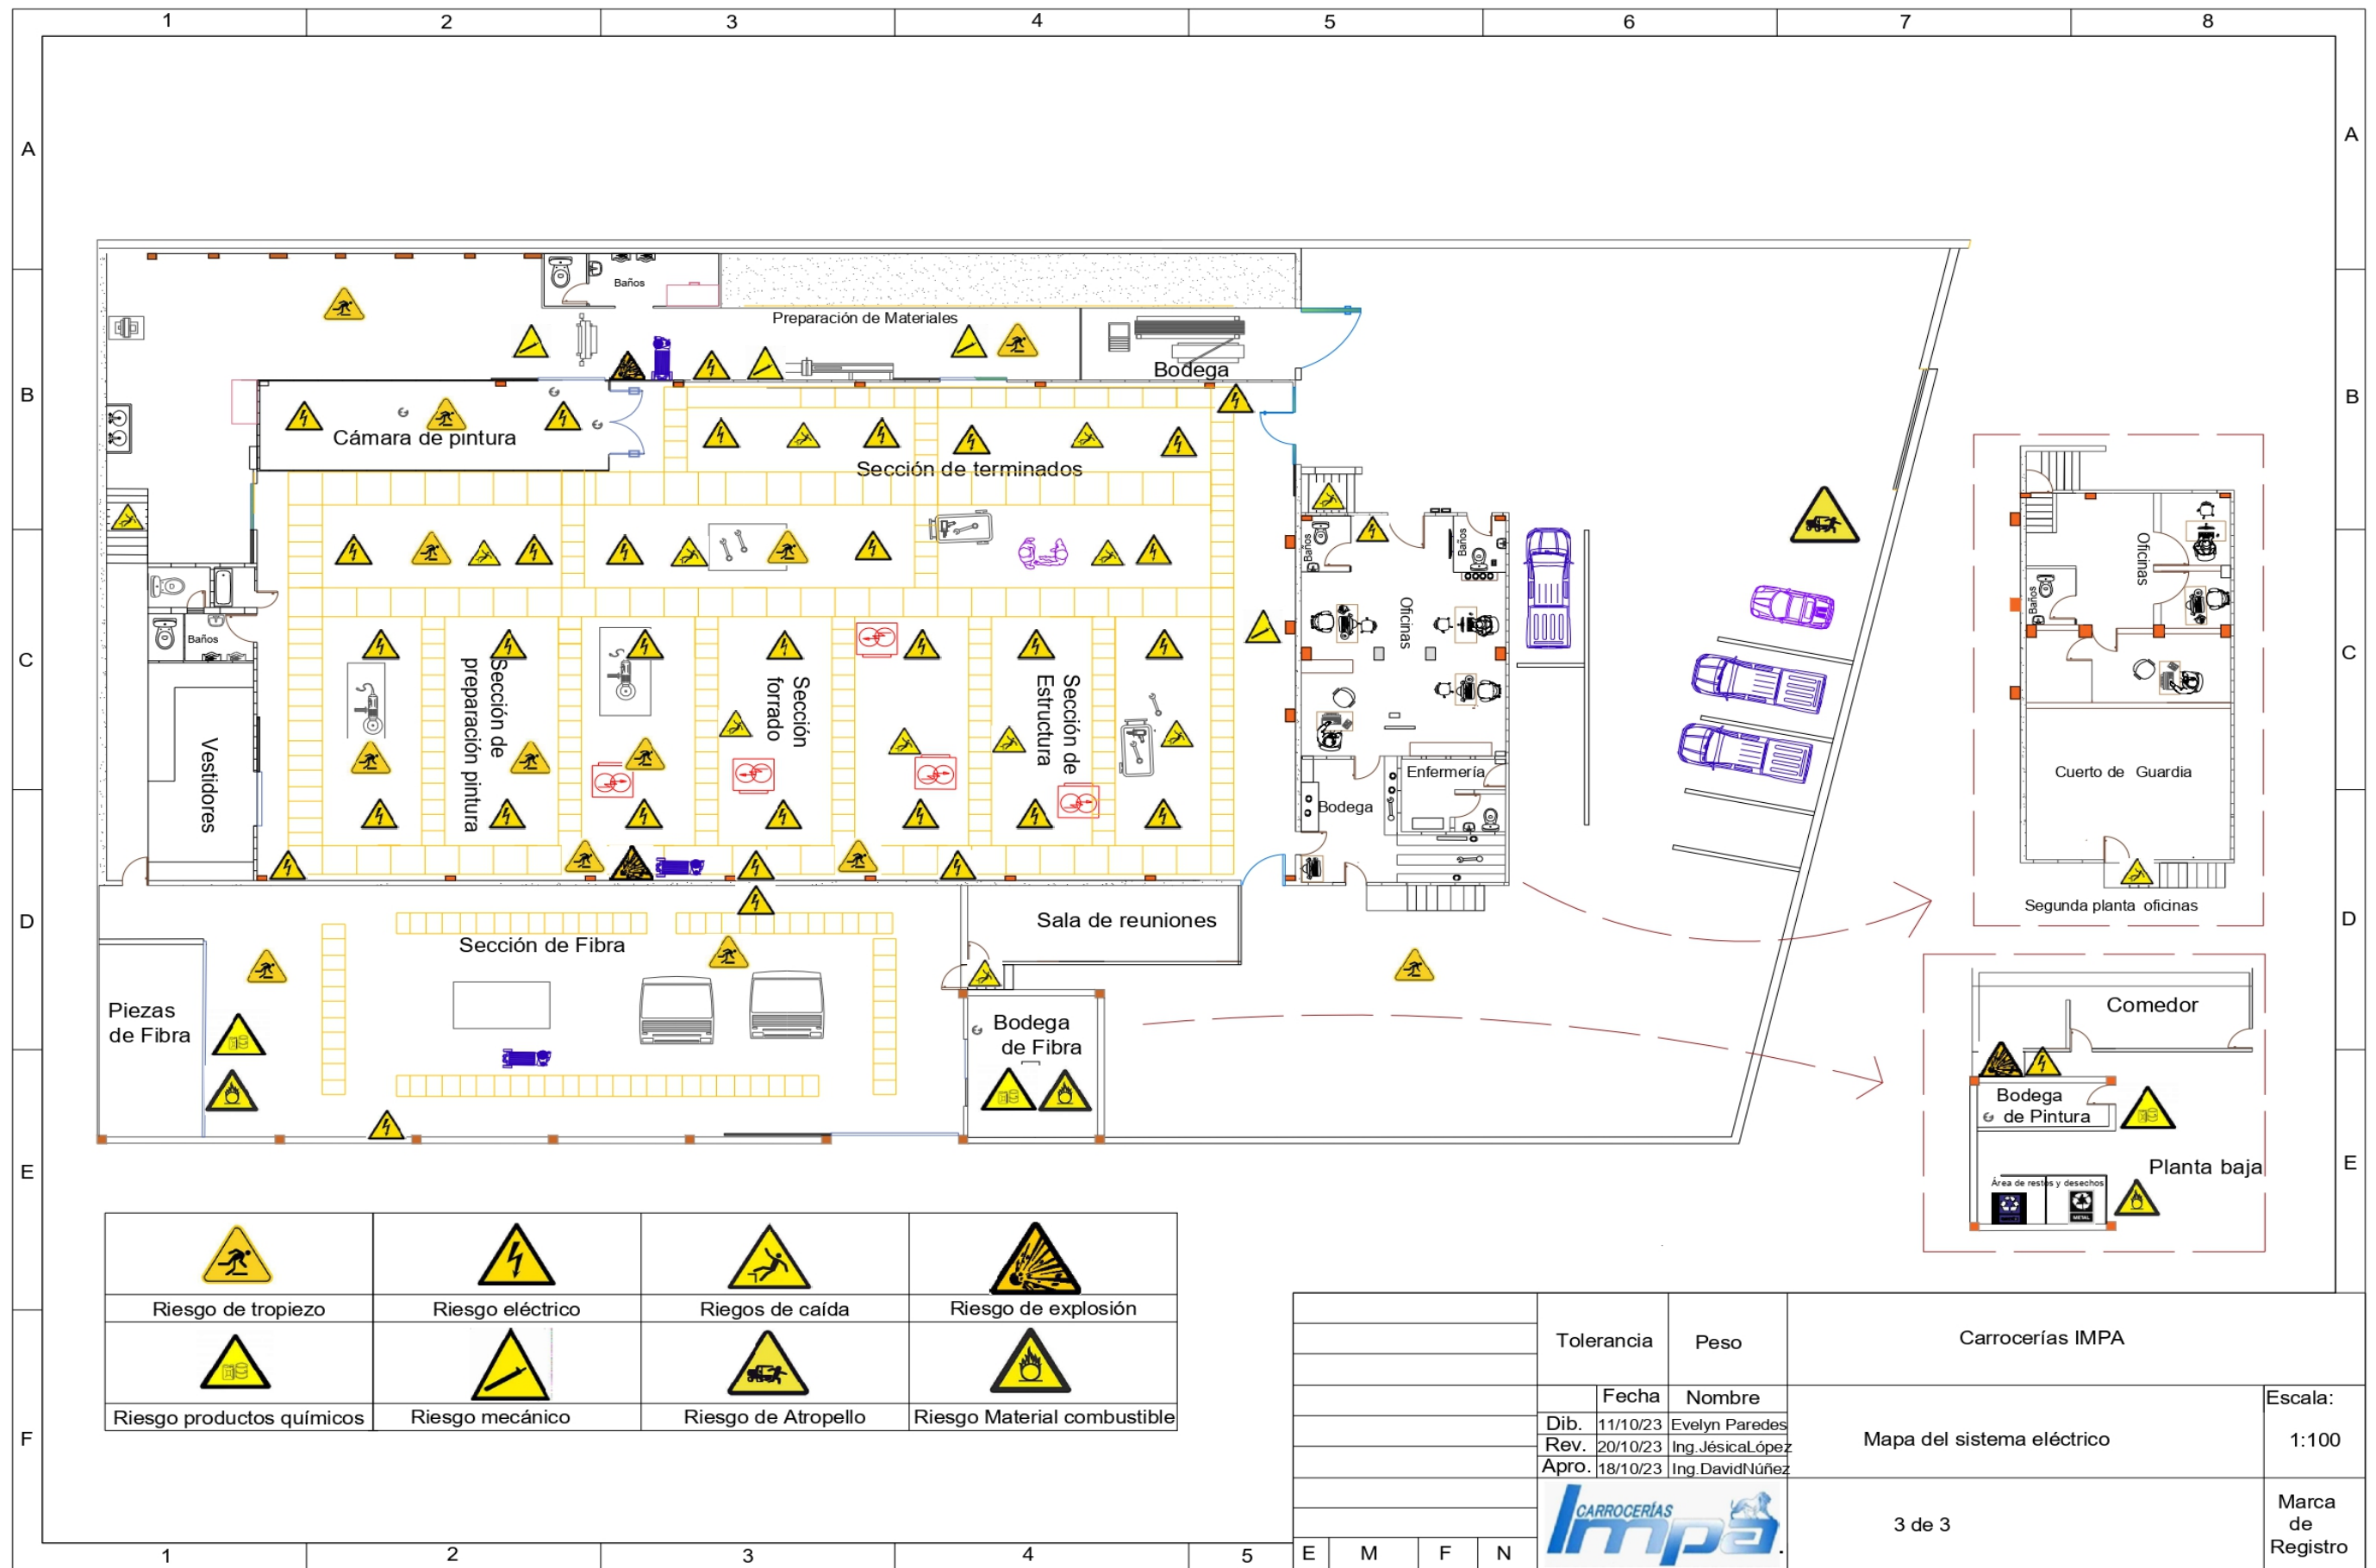 1 2 3 4 5 6 7 8
A A
Baños
Preparación de Materiales
Bodega
B B
Cámara de pintura
Sección de terminados
Baños
Baños
Oficinas
Oficinas
Baños
Baños
C C
Sección de
preparación pintura
Sección
forrado
Sección de
Estructura
Vestidores
Enfermería
Bodega
Cuerto de Guardia
Segunda planta oficinas
D D
Sala de reuniones
Sección de Fibra
Piezas
de Fibra
Bodega
de Fibra
Comedor
Bodega
de Pintura
Planta baja
Área de restos y desechos
METAL
E E
Riesgo de tropiezo
Riesgo eléctrico
Riegos de caída
Riesgo de explosión
Riesgo productos químicos
Riesgo mecánico
Riesgo de Atropello
Riesgo Material combustible
F
Tolerancia Peso Carrocerías IMPA
Fecha Nombre
Dib. 11/10/23 Evelyn Paredes
Rev. 20/10/23 Ing.JésicaLópez
Apro. 18/10/23 Ing.DavidNúñez
Mapa del sistema eléctrico
Escala:
1:100
CARROCERÍAS
Impa.
3 de 3
Marca
de
Registro
1 2 3 4 5 E M F N